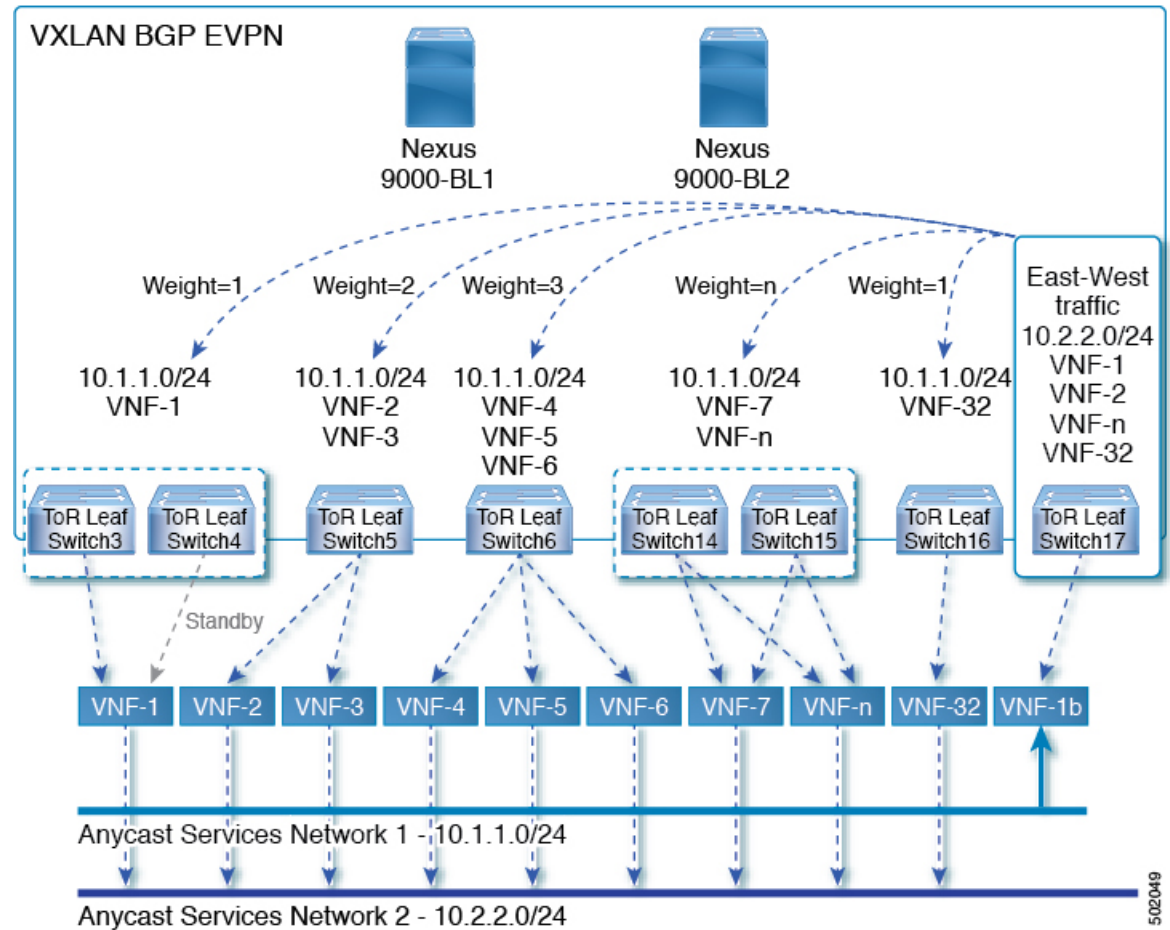 VXLAN BGP EVPN
Nexus
9000-BL1
Nexus
9000-BL2
Weight=1
Weight=2
Weight=3
Weight=n
Weight=1
East-West
traffic
10.2.2.0/24
VNF-1
VNF-2
VNF-n
VNF-32
10.1.1.0/24
VNF-1
10.1.1.0/24
VNF-2
VNF-3
10.1.1.0/24
VNF-4
VNF-5
VNF-6
10.1.1.0/24
VNF-7
VNF-n
10.1.1.0/24
VNF-32
ToR Leaf
Switch3
ToR Leaf
Switch4
ToR Leaf
Switch5
ToR Leaf
Switch6
ToR Leaf
Switch14
ToR Leaf
Switch15
ToR Leaf
Switch16
ToR Leaf
Switch17
Standby
VNF-1
VNF-2
VNF-3
VNF-4
VNF-5
VNF-6
VNF-7
VNF-n
VNF-32
VNF-1b
Anycast Services Network 1 - 10.1.1.0/24
Anycast Services Network 2 - 10.2.2.0/24
502049